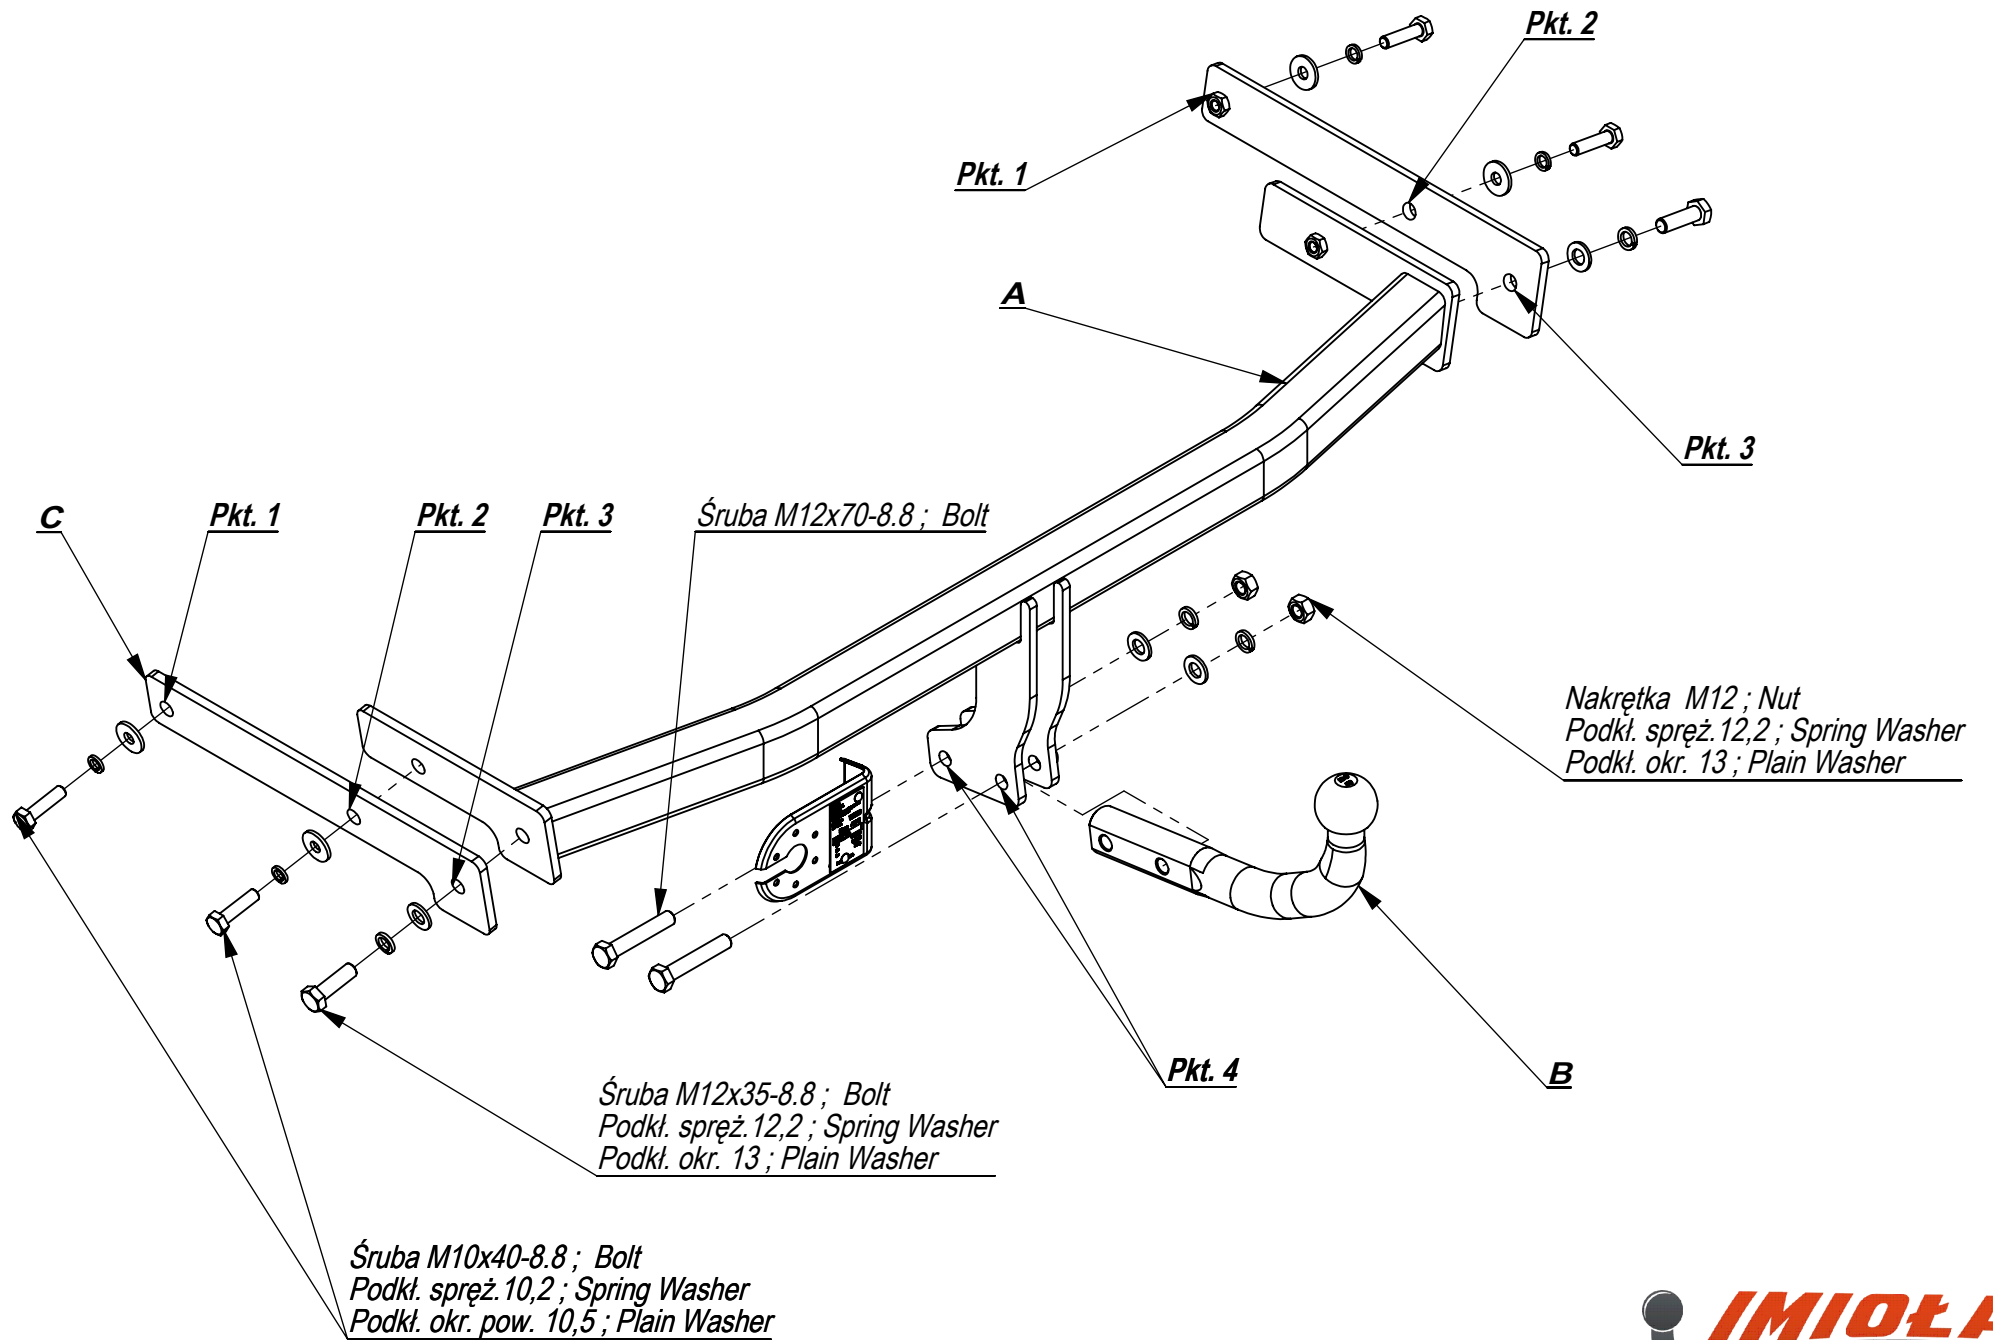 Pkt. 2
Pkt. 1
A
Pkt. 3
C
Pkt. 1
Pkt. 2
Pkt. 3
Śruba M12x70-8.8 ; Bolt
Nakrętka M12 ; Nut
Podkł. spręż.12,2 ; Spring Washer
Podkł. okr. 13 ; Plain Washer
Pkt. 4
B
Śruba M12x35-8.8 ; Bolt
Podkł. spręż.12,2 ; Spring Washer
Podkł. okr. 13 ; Plain Washer
Śruba M10x40-8.8 ; Bolt
Podkł. spręż.10,2 ; Spring Washer
Podkł. okr. pow. 10,5 ; Plain Washer
IMIOŁA